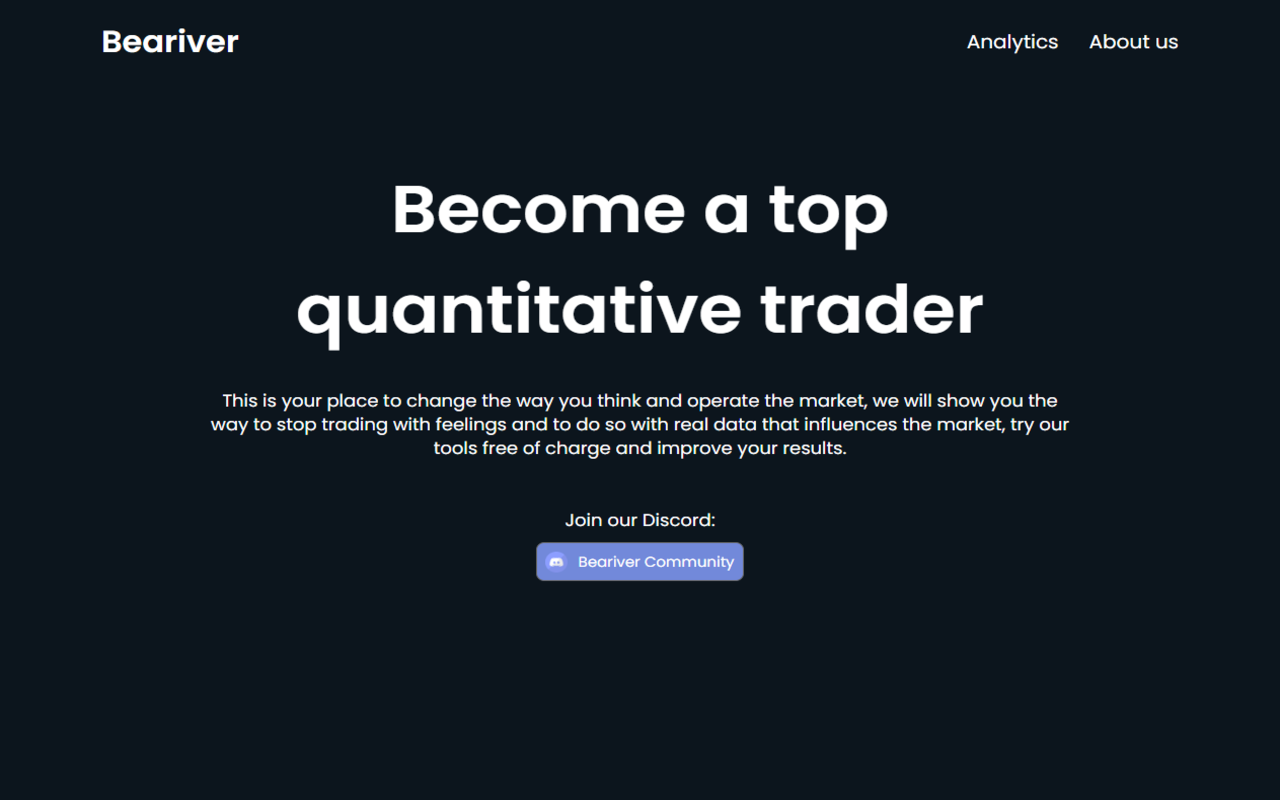 Beariver
Analytics
About us
Become a top
quantitative trader
This is your place to change the way you think and operate the market, we will show you the
way to stop trading with feelings and to do so with real data that influences the market, try our
tools free of charge and improve your results.
Join our Discord:
Beariver Community